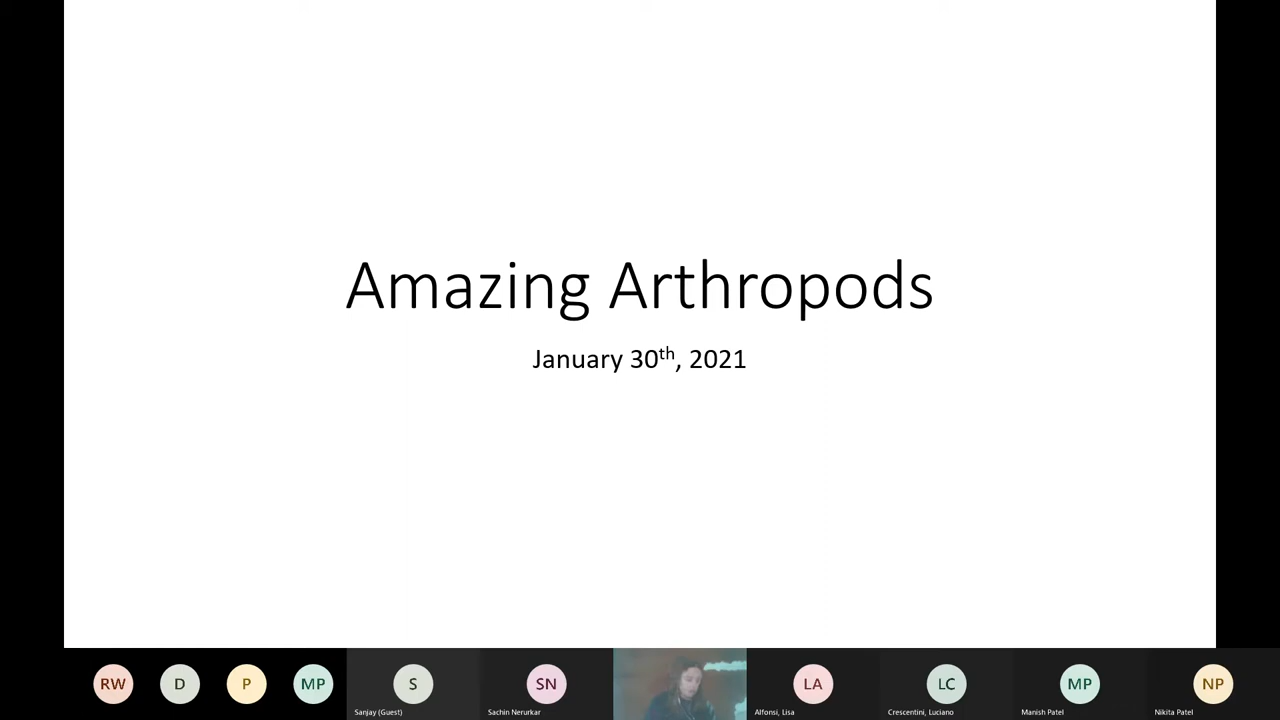 Amazing Arthropods
January 30th, 2021
RW
D
P
MP
S
SN
LA
LC
MP
NP
Sanjay (Guest)
Sachin Nerurkar
Alfonsi, Lisa
Crescentini, Luciano
Manish Patel
Nikita Patel